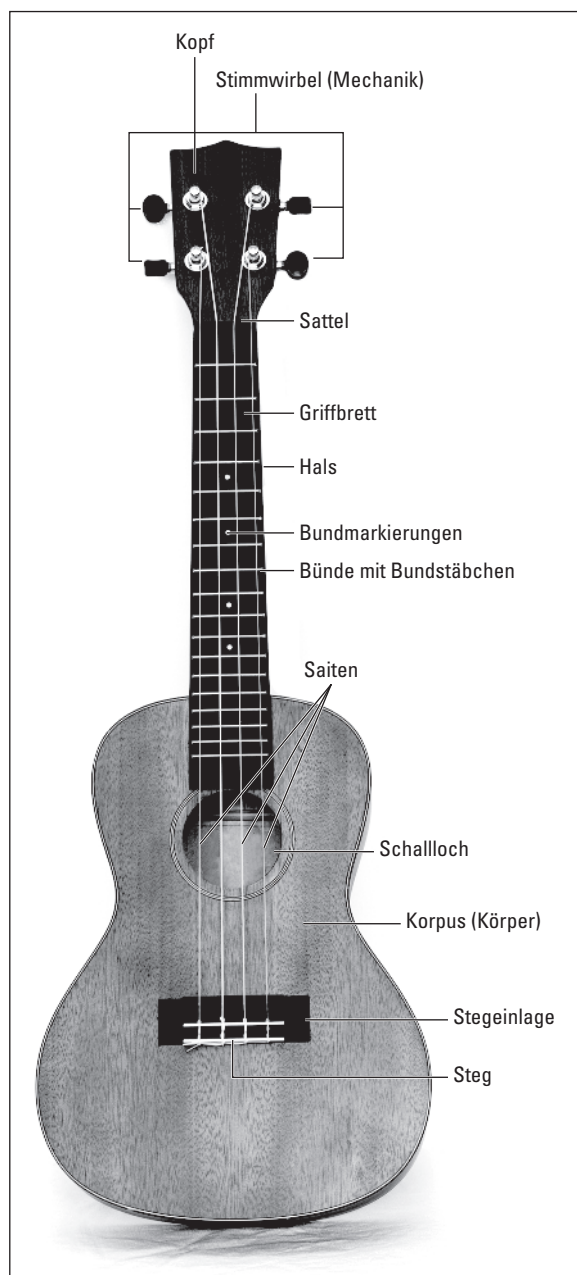 Kopf
Stimmwirbel (Mechanik)
Sattel
Griffbrett
Hals
Bundmarkierungen
Bünde mit Bundstäbchen
Saiten
Schallloch
Korpus (Körper)
Stegeinlage
Steg